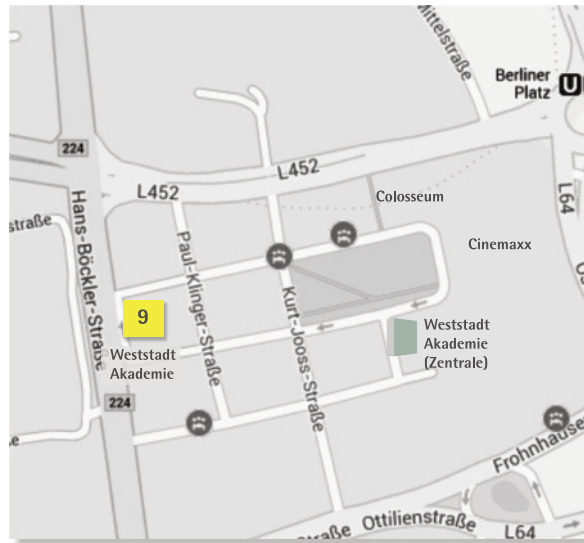 Mittelstraße
Berliner
Platz
U
224
L452
L452
L64
Colosseum
straße
Hans-Böckler-Straße
Paul-Klinger-Straße
Kurt-Jooss-Straße
Cinemaxx
9
Weststadt
Akademie
Weststadt
Akademie
(Zentrale)
224
Frohnhause
Straße
Ottilienstraße
L64